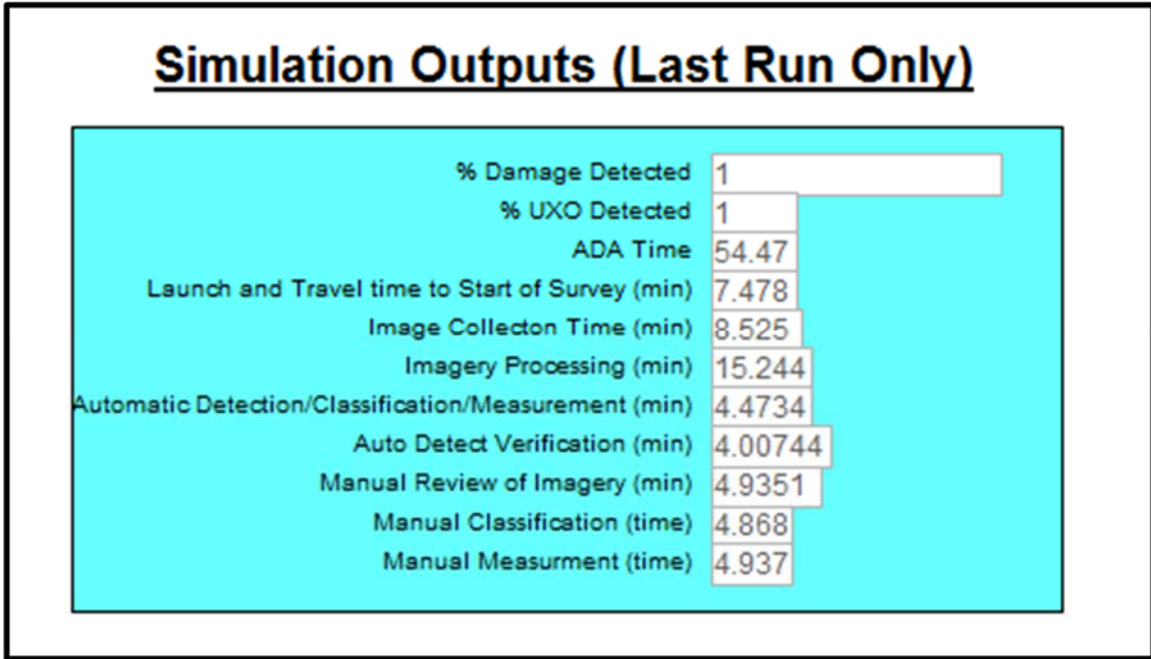 Simulation Outputs (Last Run Only)
% Damage Detected 1
% UXO Detected 1
ADA Time 54.47
Launch and Travel time to Start of Survey (min) 7.478
Image Collecton Time (min) 8.525
Imagery Processing (min) 15.244
Automatic Detection/Classification/Measurement (min) 4.4734
Auto Detect Verification (min) 4.00744
Manual Review of Imagery (min) 4.9351
Manual Classification (time) 4.868
Manual Measurment (time) 4.937